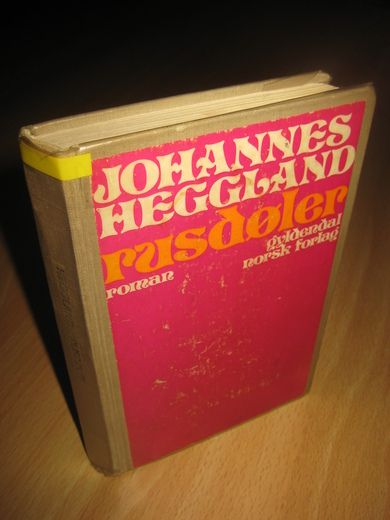 JOHANNES
HEGGLAND
rusdøler
roman
gyldendal
norsk forlag